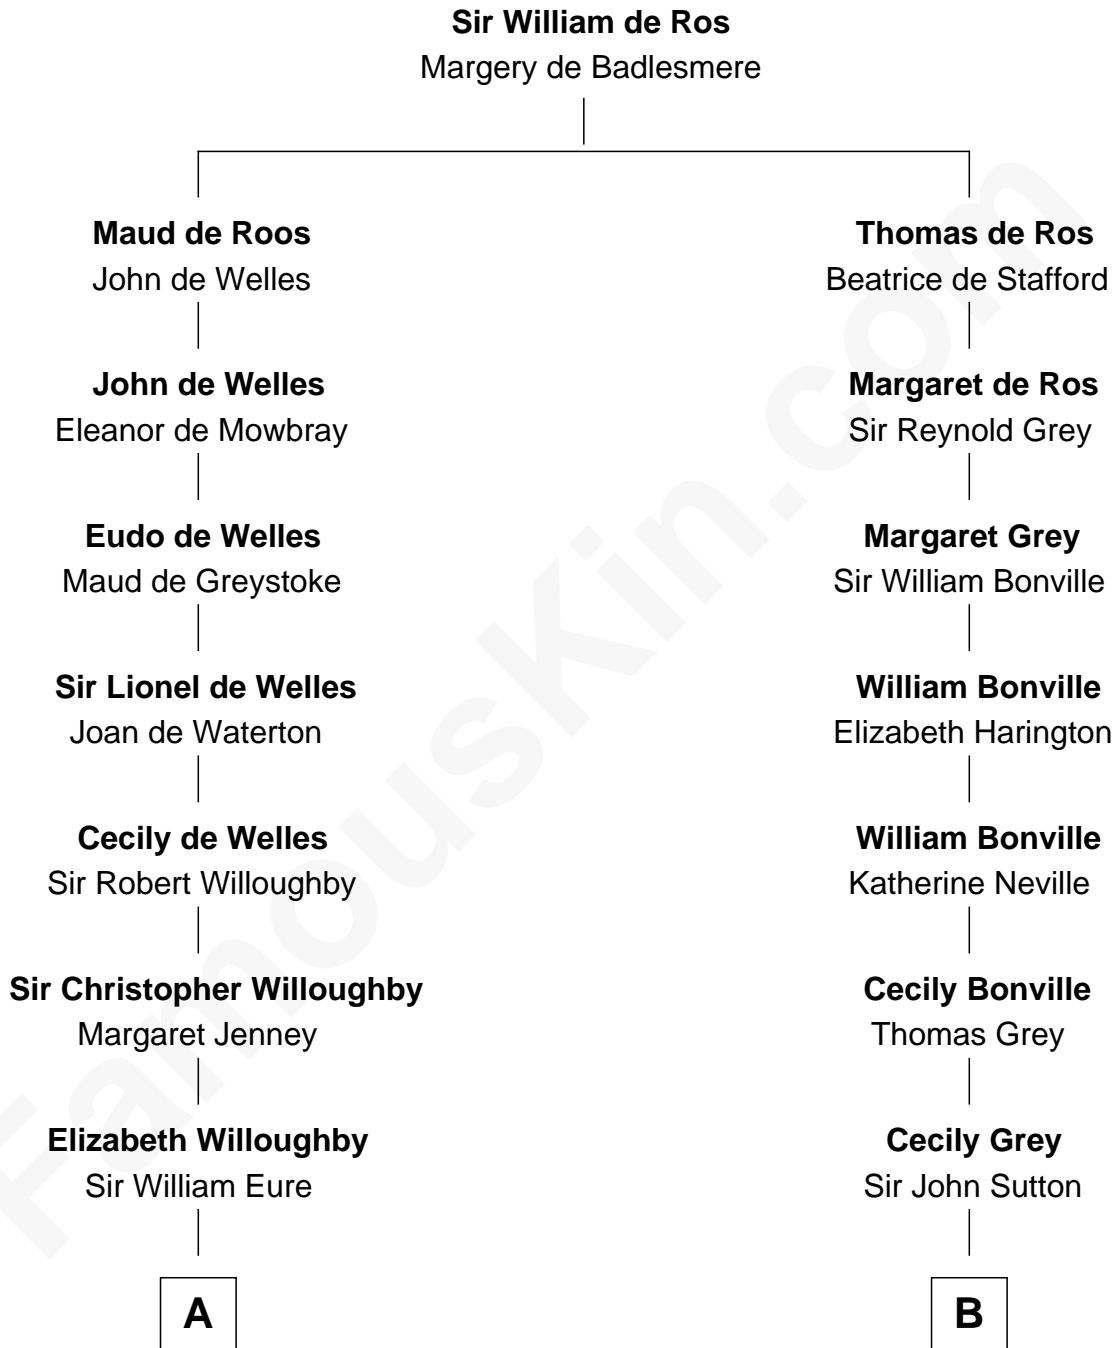 Sir William de Ros
Margery de Badlesmere
Maud de Roos
John de Welles
Thomas de Ros
Beatrice de Stafford
John de Welles
Eleanor de Mowbray
Margaret de Ros
Sir Reynold Grey
Eudo de Welles
Maud de Greystoke
Margaret Grey
Sir William Bonville
Sir Lionel de Welles
Joan de Waterton
William Bonville
Elizabeth Harington
Cecily de Welles
Sir Robert Willoughby
William Bonville
Katherine Neville
Sir Christopher Willoughby
Margaret Jenney
Cecily Bonville
Thomas Grey
Elizabeth Willoughby
Sir William Eure
Cecily Grey
Sir John Sutton
A
B
FamousKin.com